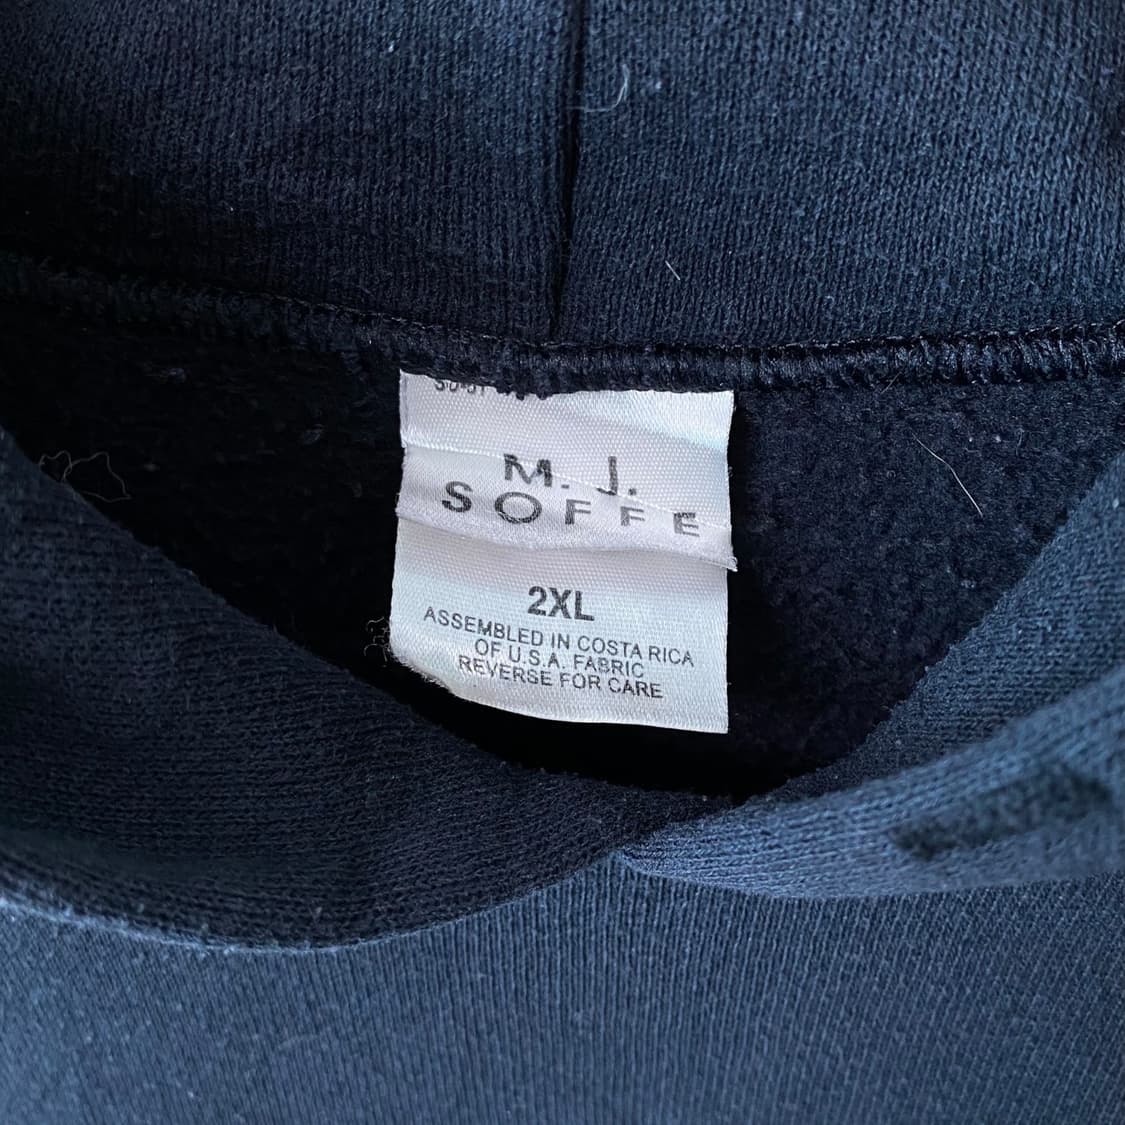 M. J.
SOFFE
2XL
ASSEMBLED IN COSTA RICA
OF U.S.A. FABRIC
REVERSE FOR CARE